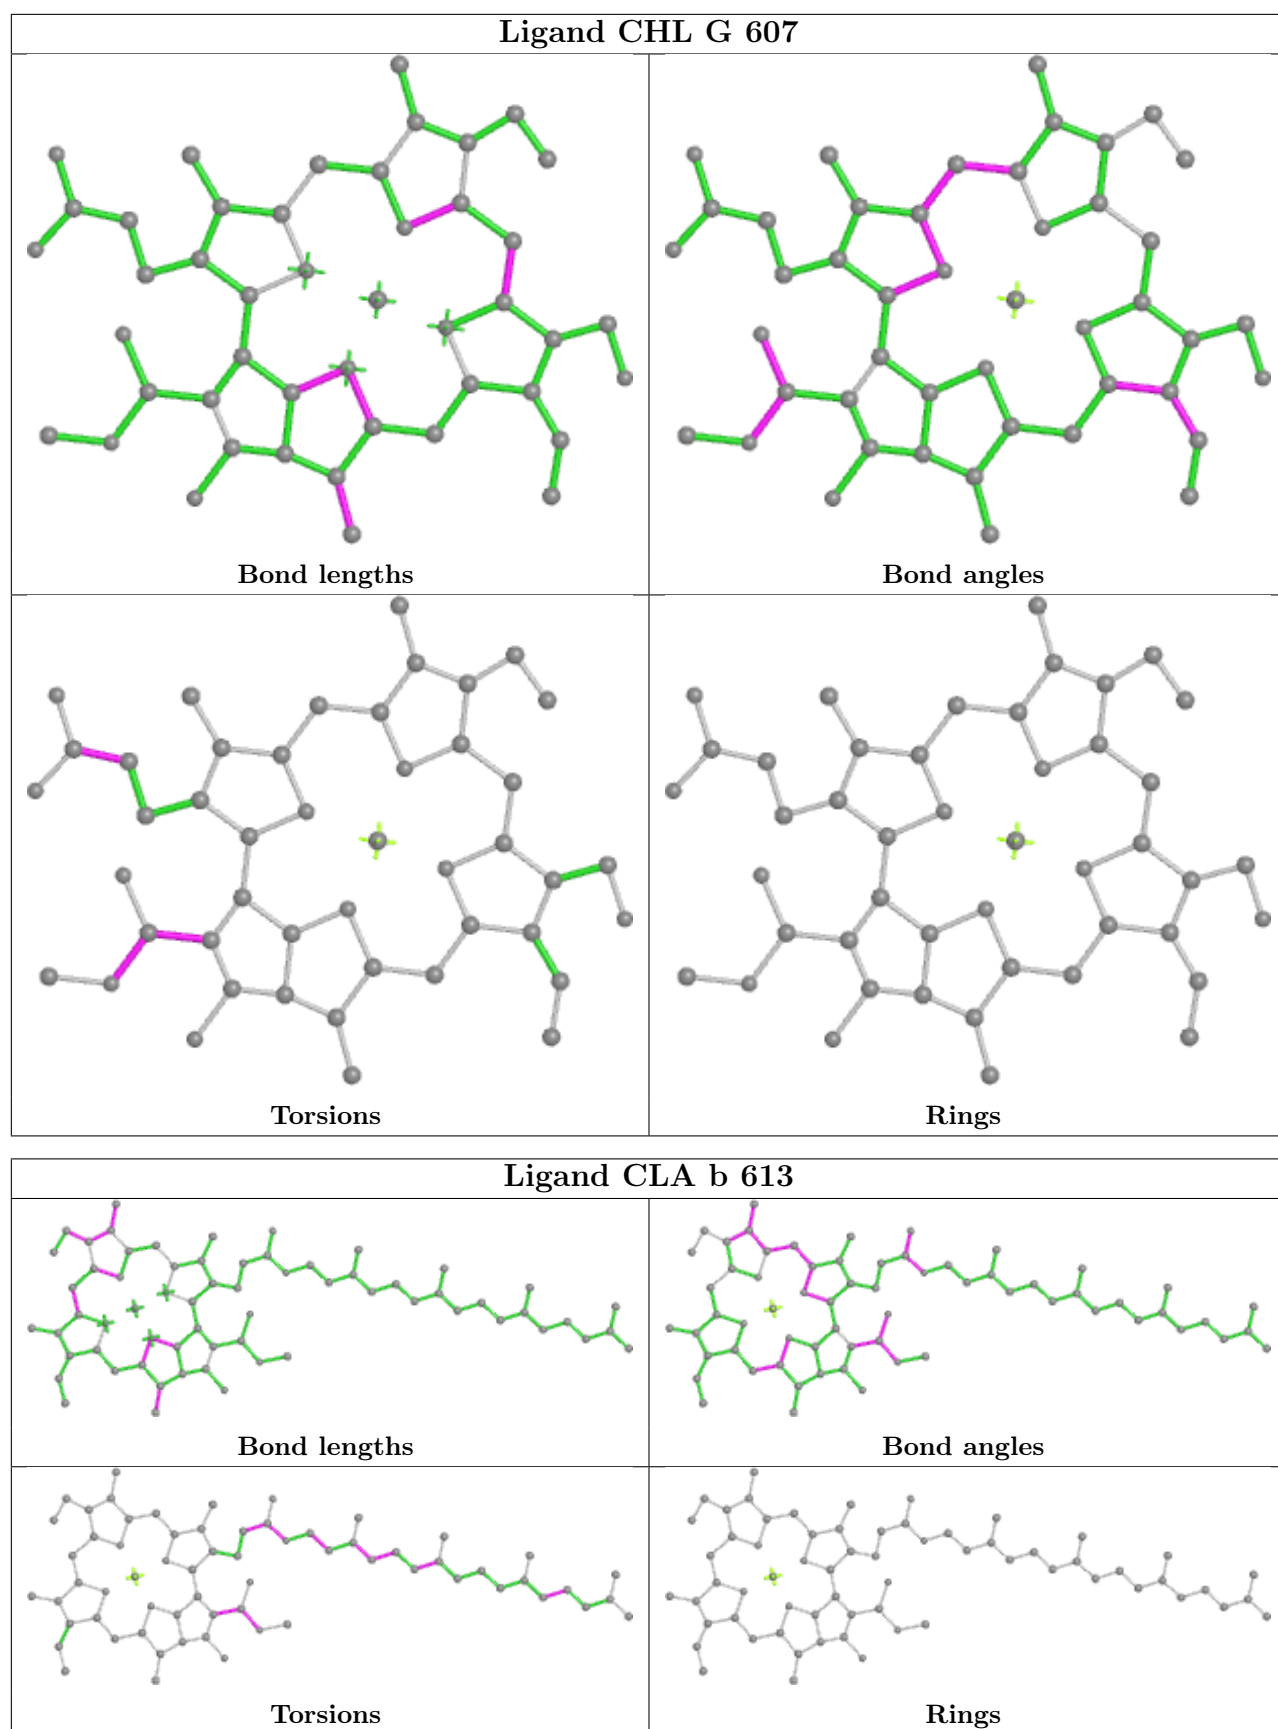 Ligand CHL G 607
Bond lengths
Bond angles
Torsions
Rings
Ligand CLA b 613
Bond lengths
Bond angles
Torsions
Rings